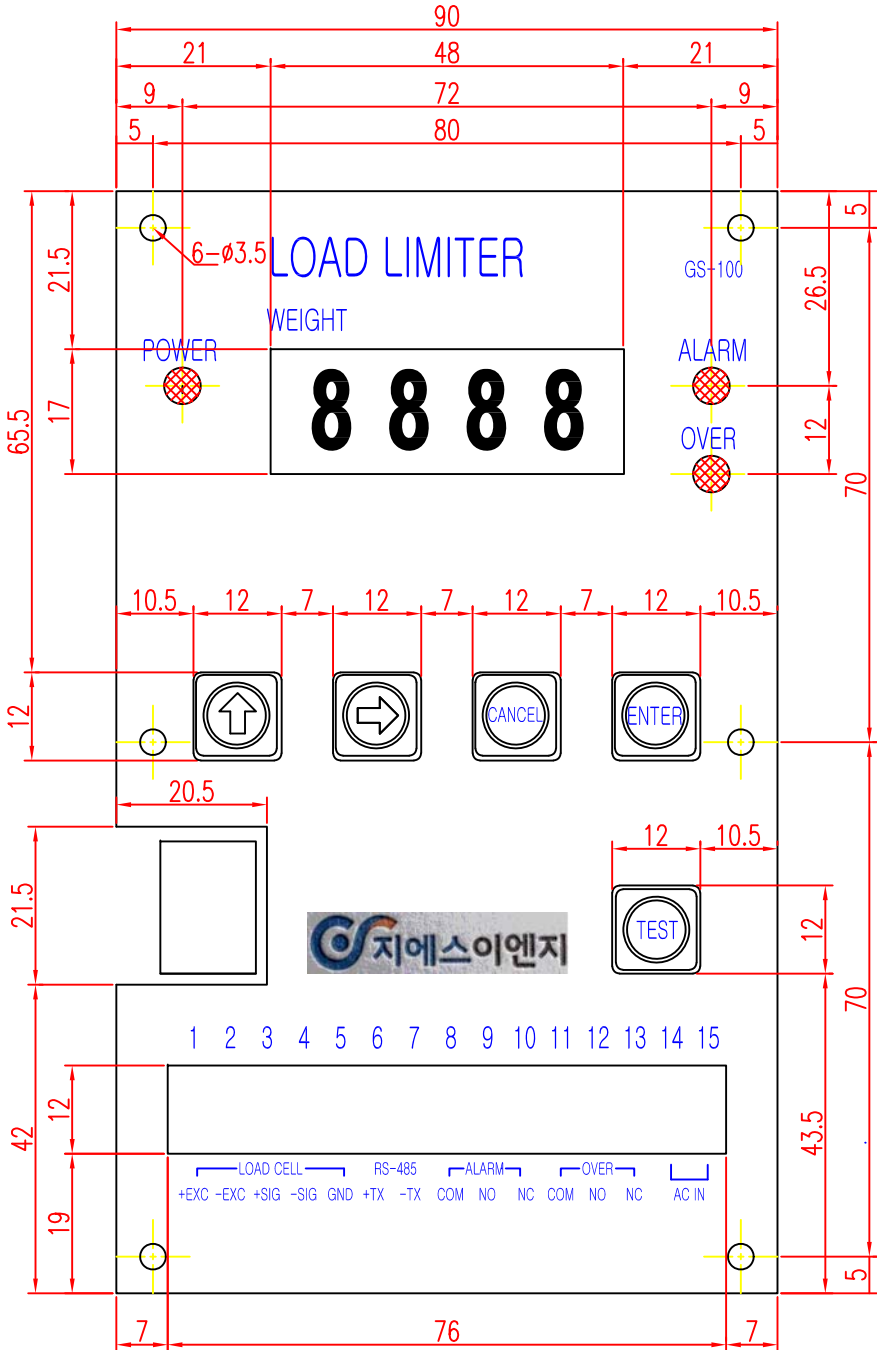 90
21 48 21
9 72 9
5 80 5
6-ø3.5
LOAD LIMITER
GS-100
WEIGHT
POWER
ALARM
8 8 8 8
OVER
21.5
17
65.5
5
26.5
12
70
10.5 12 7 12 7 12 7 12 10.5
12
CANCEL
ENTER
20.5
21.5
12 10.5
TEST
12
지에스이엔지
70
1 2 3 4 5 6 7 8 9 10 11 12 13 14 15
12
42
43.5
LOAD CELL RS-485 ALARM OVER
+EXC -EXC +SIG -SIG GND +TX -TX COM NO NC COM NO NC AC IN
19
5
7 76 7